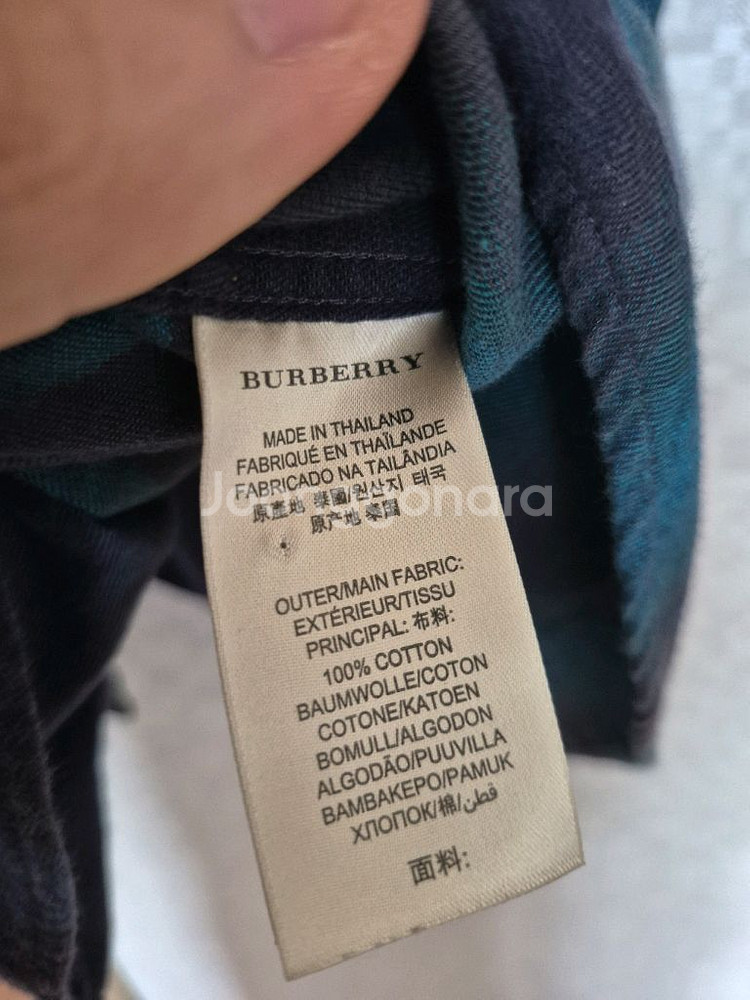 BURBERRY
MADE IN THAILAND
FABRIQUÉ EN THAÏLANDE
FABRICADO NA TAILÂNDIA
原產地 泰國/원산지 태국
原产地 泰國
Joonggonara
OUTER/MAIN FABRIC:
EXTÉRIEUR/TISSU
PRINCIPAL: 布料:
100% COTTON
BAUMWOLLE/COTON
COTONE/KATOEN
BOMULL/ALGODON
ALGODÃO/PUUVILLA
BAMBAKEPO/PAMUK
ХЛОПОК/棉/قطن
面料: